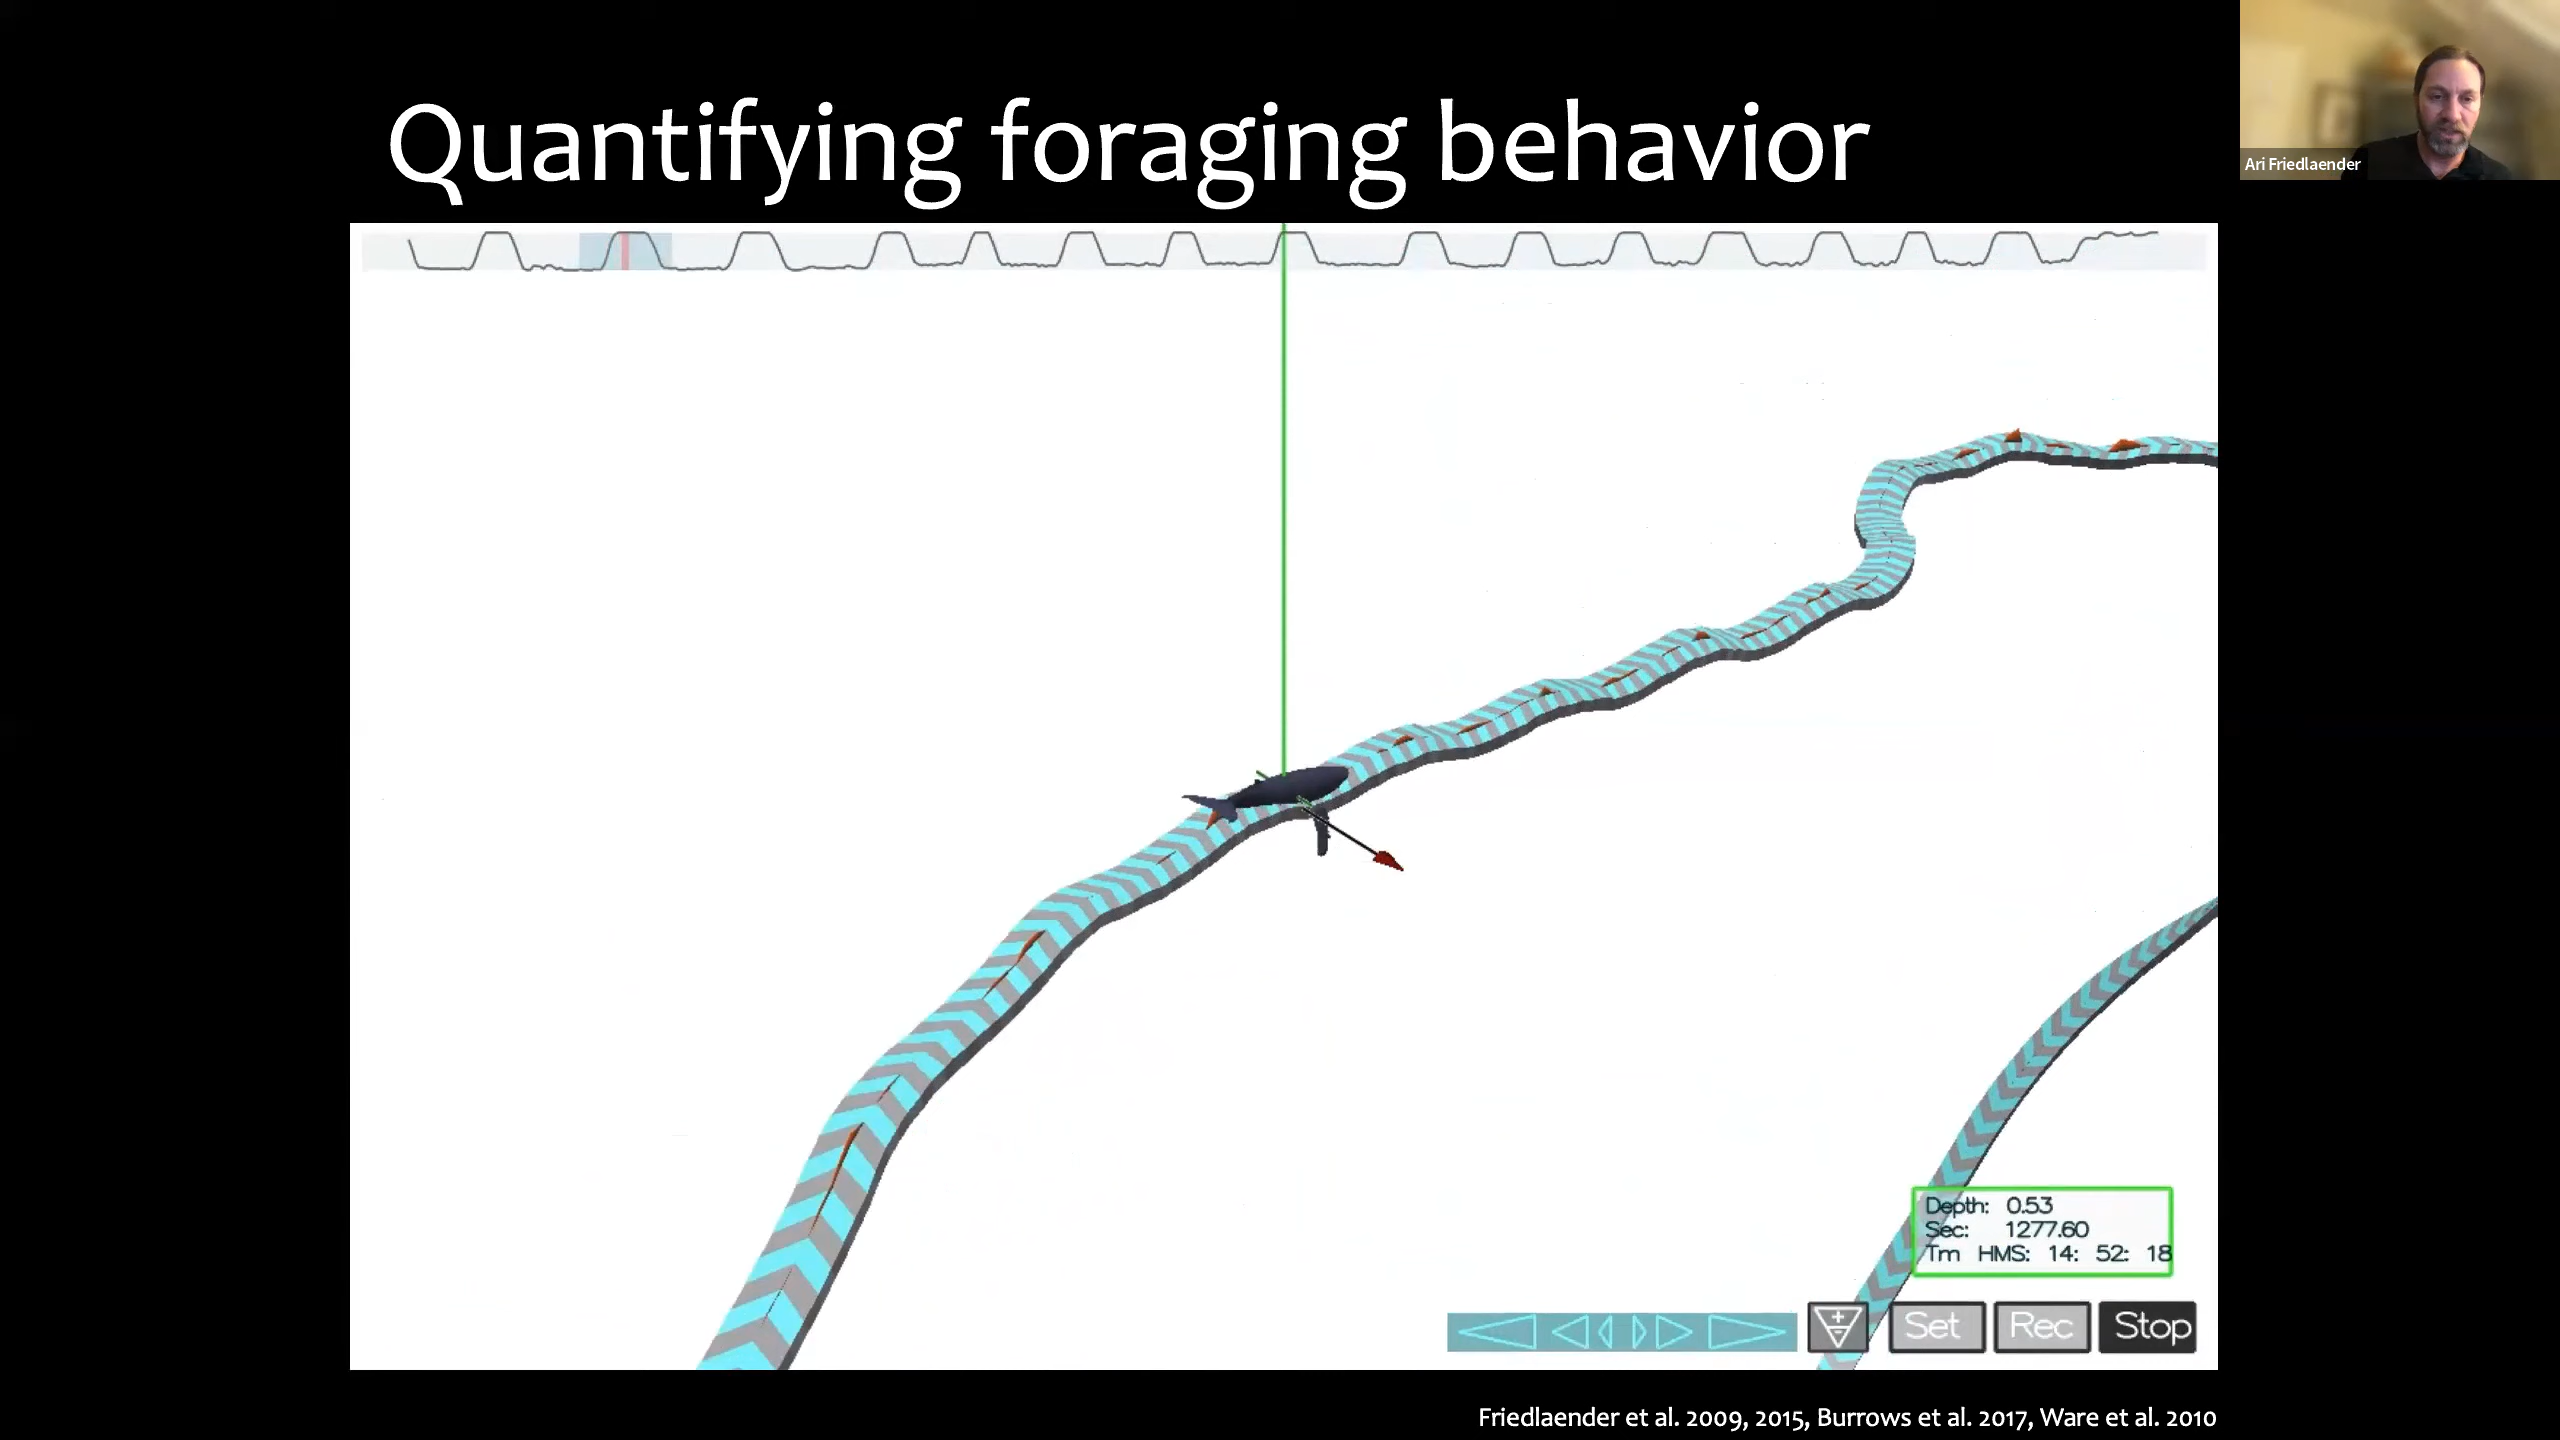 Quantifying foraging behavior
Ari Friedlaender
Depth: 0.53
Sec: 1277.60
Tm HMS: 14: 52: 18
Set Rec Stop
Friedlaender et al. 2009, 2015, Burrows et al. 2017, Ware et al. 2010